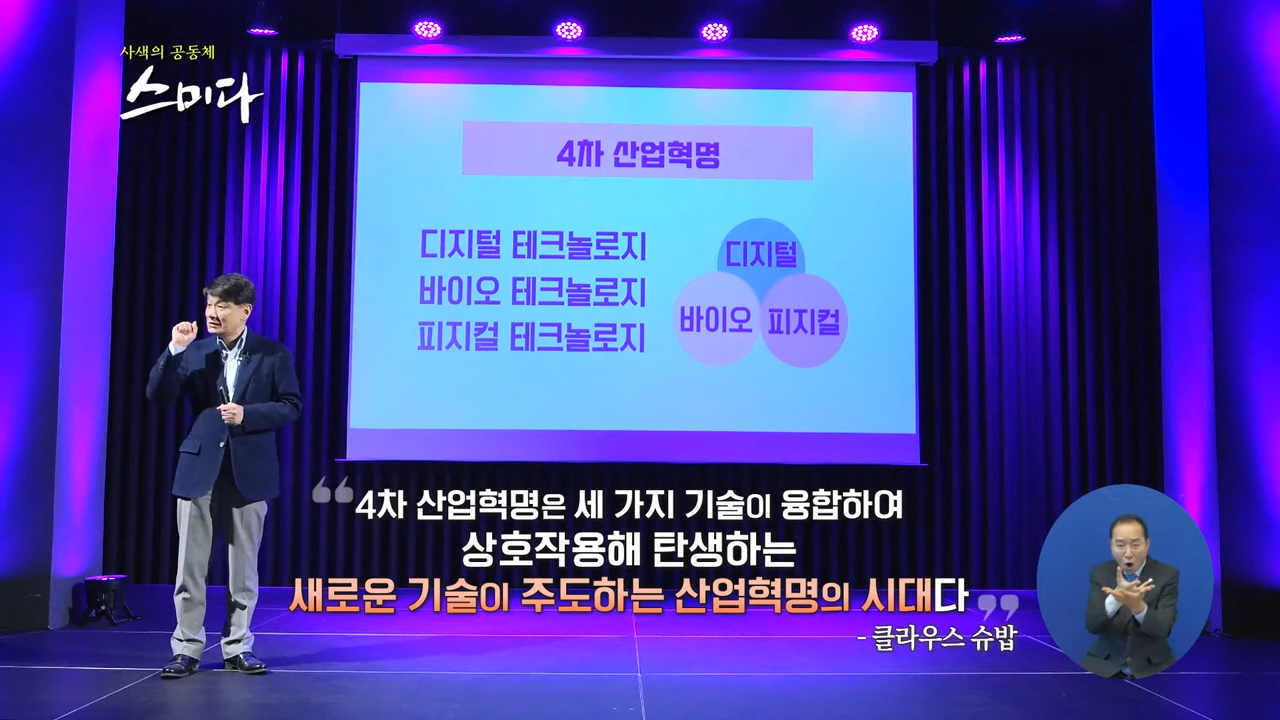 사색의 공동체
스미다
4차 산업혁명
디지털 테크놀로지
바이오 테크놀로지
피지컬 테크놀로지
디지털
바이오
피지컬
“4차 산업혁명은 세 가지 기술이 융합하여
상호작용해 탄생하는
새로운 기술이 주도하는 산업혁명의 시대다”
- 클라우스 슈밥